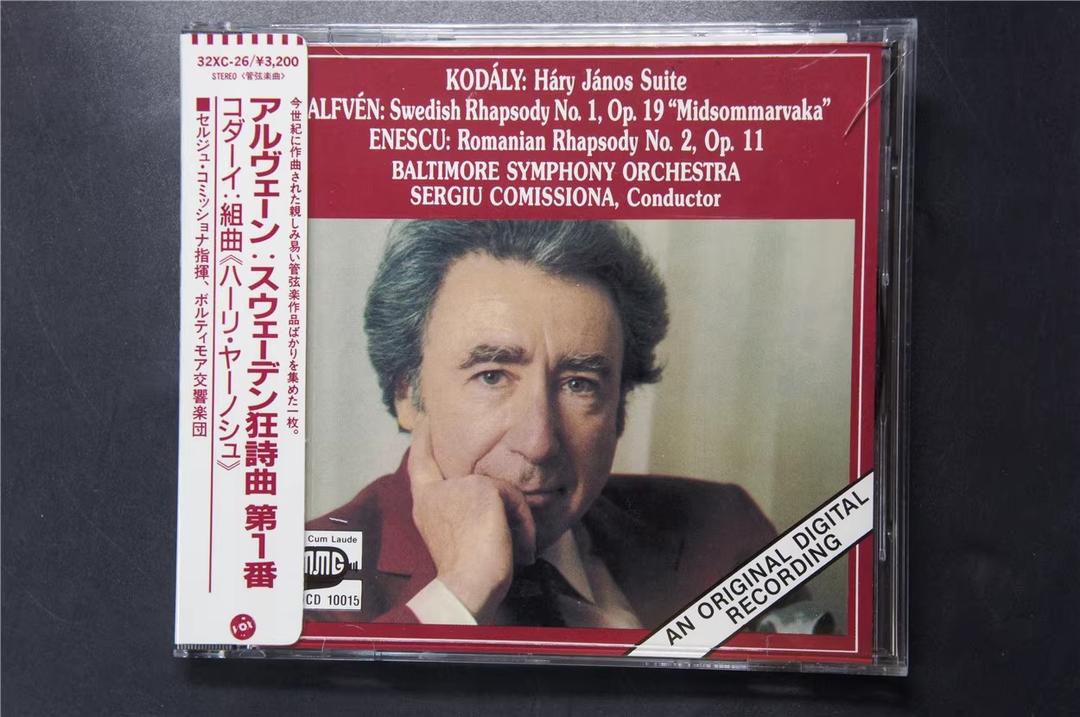 32XC-26/¥3,200
STEREO〈管弦楽曲〉
今世紀に作曲された親しみ易い管弦楽作品ばかりを集めた一枚。
アルヴェーン:スウェーデン狂詩曲 第1番
コダーイ:組曲《ハーリ・ヤーノシュ》
■セルジュ・コミッショナ指揮、ボルティモア交響楽団
KODÁLY: Háry János Suite
ALFVÉN: Swedish Rhapsody No. 1, Op. 19 “Midsommarvaka”
ENESCU: Romanian Rhapsody No. 2, Op. 11
BALTIMORE SYMPHONY ORCHESTRA
SERGIU COMISSIONA, Conductor
Cum Laude
CD 10015
AN ORIGINAL DIGITAL
RECORDING